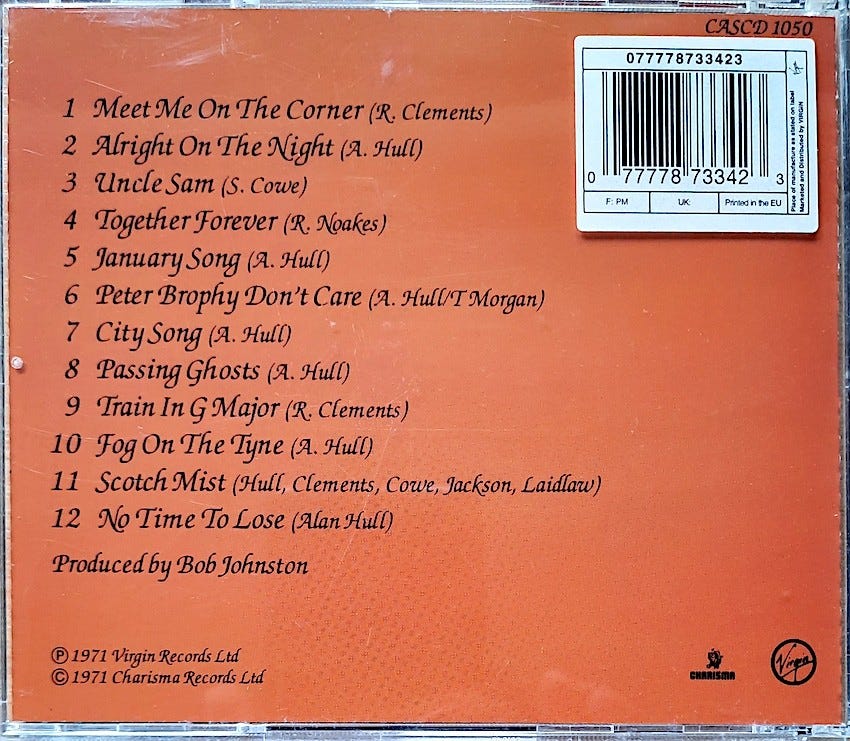 CASCD 1050
077778733423
0 77778 73342 3
F: PM UK: Printed in the EU
Place of manufacture as stated on label
Marketed and Distributed by VIRGIN
1 Meet Me On The Corner (R. Clements)
2 Alright On The Night (A. Hull)
3 Uncle Sam (S. Cowe)
4 Together Forever (R. Noakes)
5 January Song (A. Hull)
6 Peter Brophy Don't Care (A. Hull/T Morgan)
7 City Song (A. Hull)
8 Passing Ghosts (A. Hull)
9 Train In G Major (R. Clements)
10 Fog On The Tyne (A. Hull)
11 Scotch Mist (Hull, Clements, Cowe, Jackson, Laidlaw)
12 No Time To Lose (Alan Hull)
Produced by Bob Johnston
Ⓟ 1971 Virgin Records Ltd
© 1971 Charisma Records Ltd
CHARISMA
Virgin